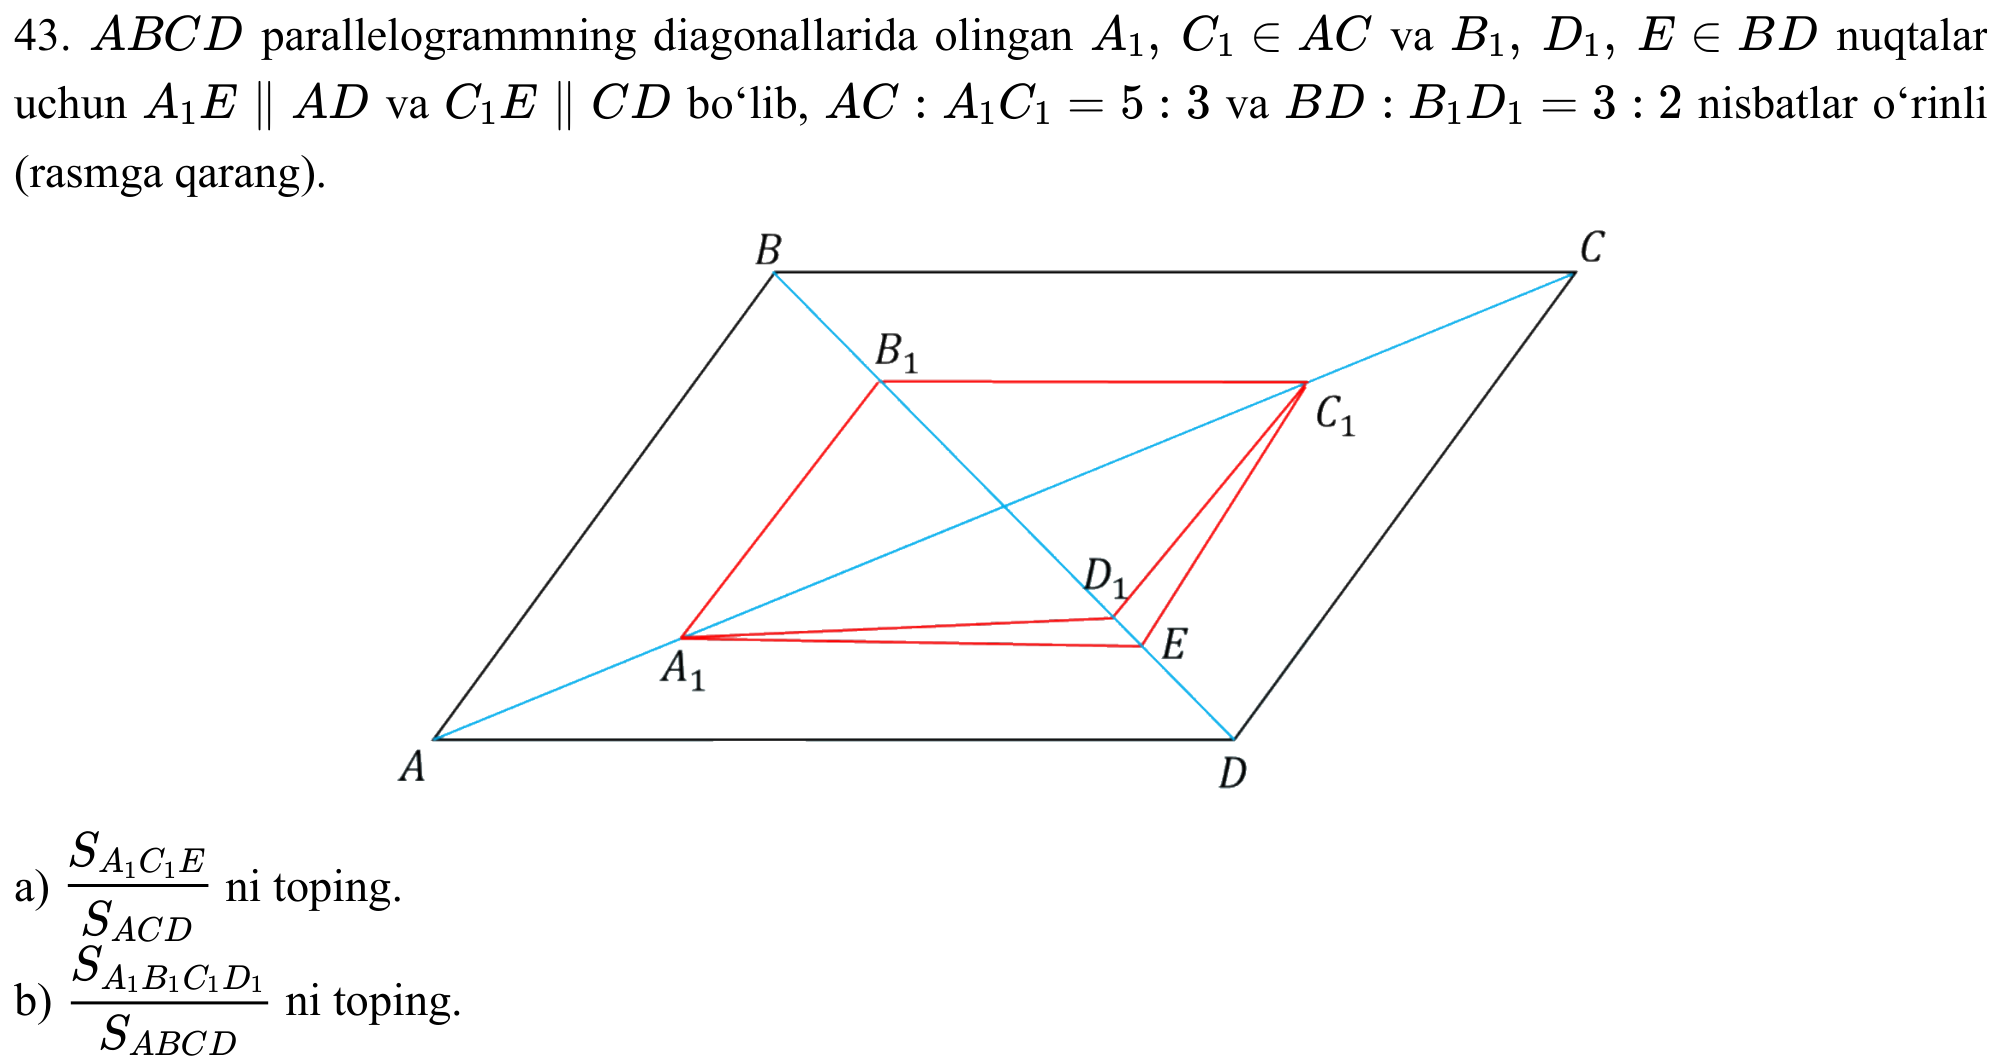 43. ABCD parallelogrammning diagonallarida olingan A₁, C₁ ∈ AC va B₁, D₁, E ∈ BD nuqtalar
uchun A₁E ∥ AD va C₁E ∥ CD bo‘lib, AC : A₁C₁ = 5 : 3 va BD : B₁D₁ = 3 : 2 nisbatlar o‘rinli
(rasmga qarang).
B
C
B₁
C₁
D₁
E
A₁
A
D
a) S_{A₁C₁E} / S_{ACD} ni toping.
b) S_{A₁B₁C₁D₁} / S_{ABCD} ni toping.